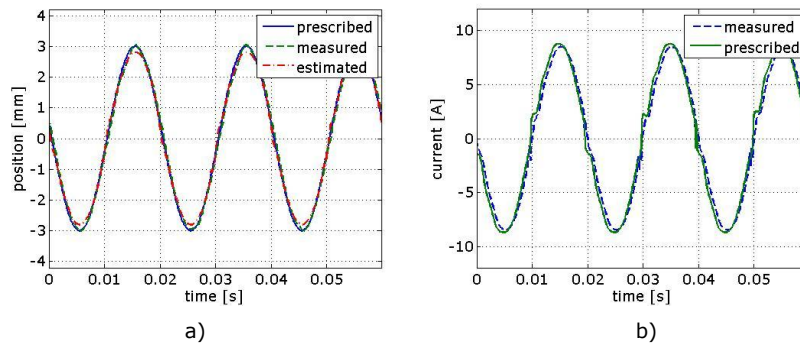 prescribed
measured
estimated
4
3
2
1
0
-1
-2
-3
-4
position [mm]
0
0.01
0.02
0.03
0.04
0.05
time [s]
a)
measured
prescribed
10
5
0
-5
-10
current [A]
0
0.01
0.02
0.03
0.04
0.05
time [s]
b)